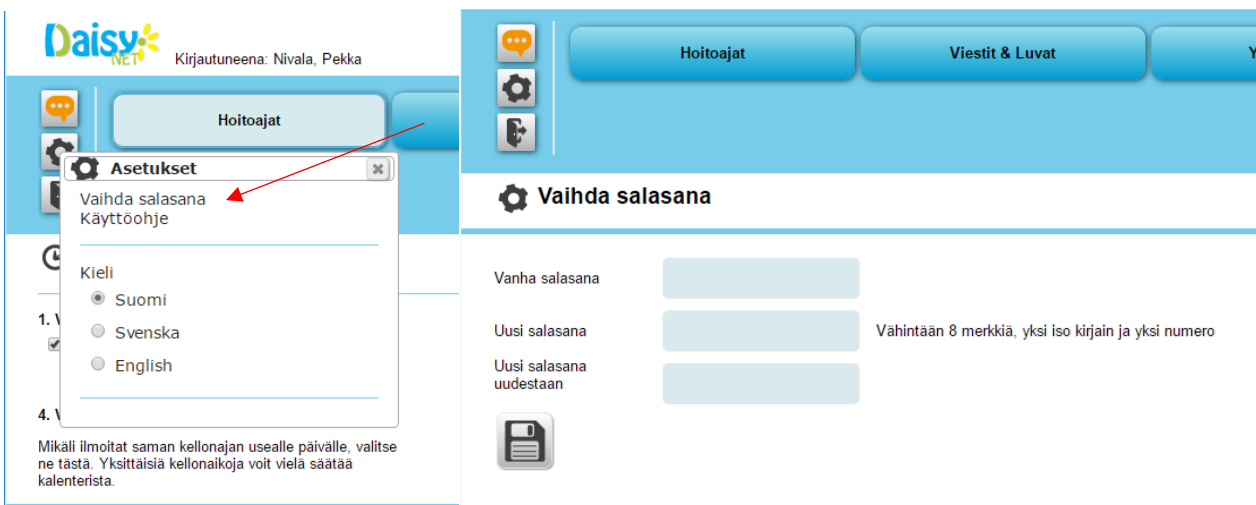 Daisy
NET
Kirjautuneena: Nivala, Pekka
Hoitoajat
Asetukset
Vaihda salasana
Käyttöohje
Kieli
Suomi
Svenska
English
1. V
4. V
Mikäli ilmoitat saman kellonajan usealle päivälle, valitse
ne tästä. Yksittäisiä kellonaikoja voit vielä säätää
kalenterista.
Hoitoajat
Viestit & Luvat
Y
Vaihda salasana
Vanha salasana
Uusi salasana
Vähintään 8 merkkiä, yksi iso kirjain ja yksi numero
Uusi salasana
uudestaan